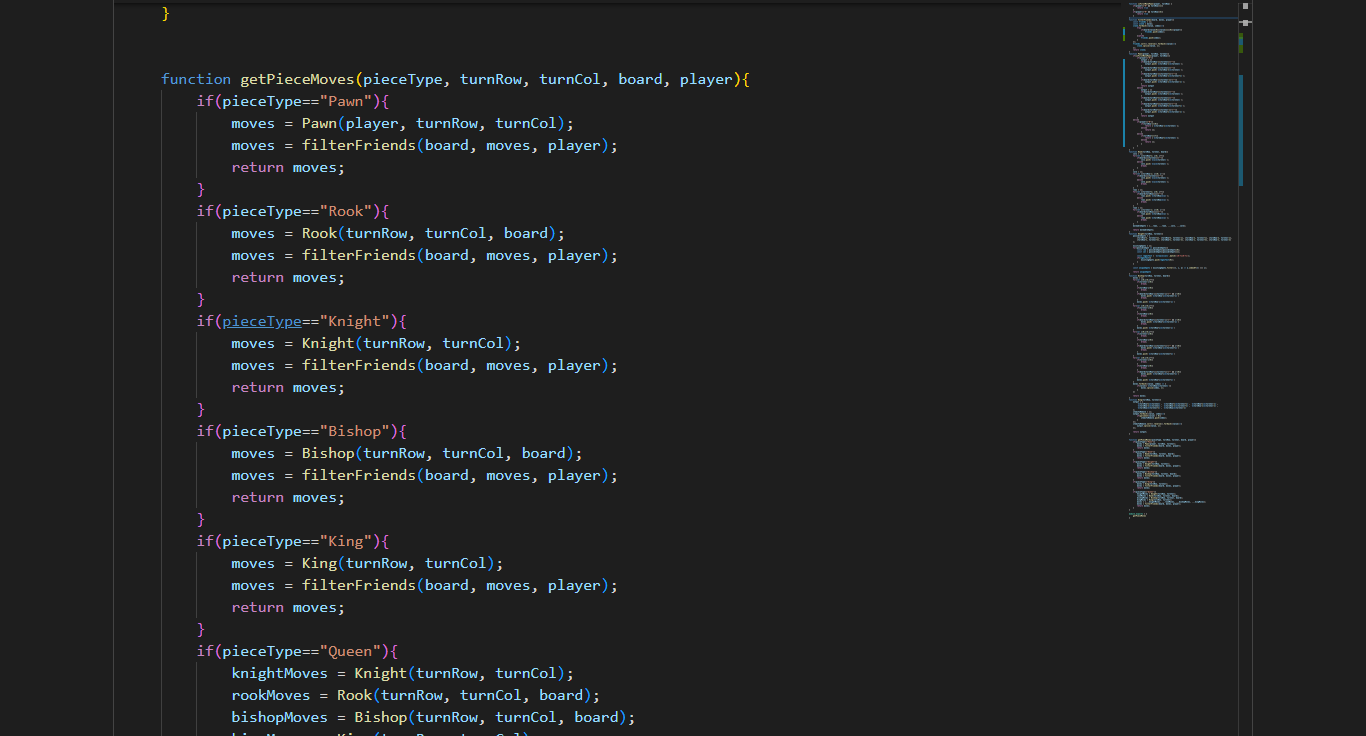 }
function getPieceMoves(pieceType, turnRow, turnCol, board, player){
if(pieceType=="Pawn"){
moves = Pawn(player, turnRow, turnCol);
moves = filterFriends(board, moves, player);
return moves;
}
if(pieceType=="Rook"){
moves = Rook(turnRow, turnCol, board);
moves = filterFriends(board, moves, player);
return moves;
}
if(pieceType=="Knight"){
moves = Knight(turnRow, turnCol);
moves = filterFriends(board, moves, player);
return moves;
}
if(pieceType=="Bishop"){
moves = Bishop(turnRow, turnCol, board);
moves = filterFriends(board, moves, player);
return moves;
}
if(pieceType=="King"){
moves = King(turnRow, turnCol);
moves = filterFriends(board, moves, player);
return moves;
}
if(pieceType=="Queen"){
knightMoves = Knight(turnRow, turnCol);
rookMoves = Rook(turnRow, turnCol, board);
bishopMoves = Bishop(turnRow, turnCol, board);